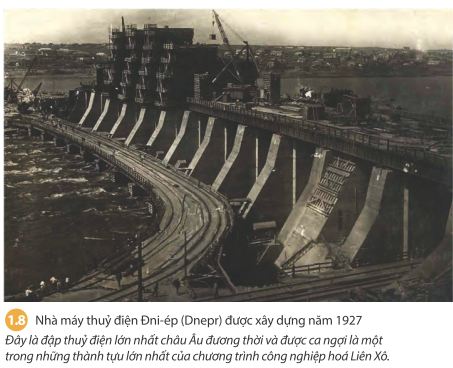 1.8 Nhà máy thuỷ điện Đni-ép (Dnepr) được xây dựng năm 1927
Đây là đập thuỷ điện lớn nhất châu Âu đương thời và được ca ngợi là một
trong những thành tựu lớn nhất của chương trình công nghiệp hoá Liên Xô.